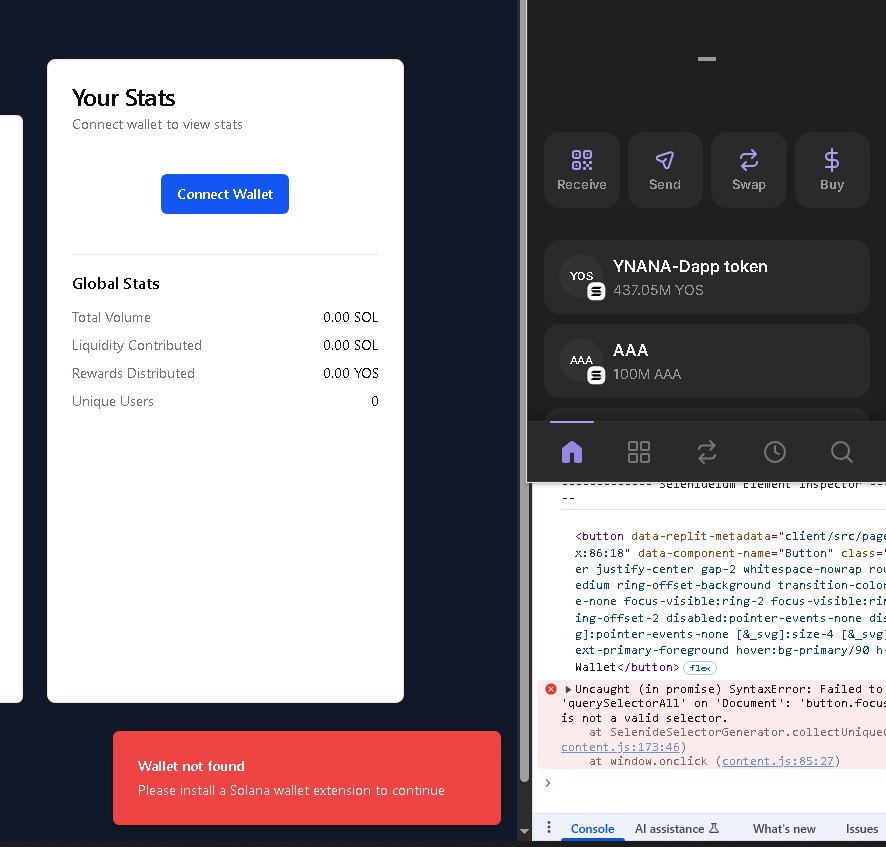 Your Stats
Connect wallet to view stats
Connect Wallet
Global Stats
Total Volume 0.00 SOL
Liquidity Contributed 0.00 SOL
Rewards Distributed 0.00 YOS
Unique Users 0
Wallet not found
Please install a Solana wallet extension to continue
Receive Send Swap Buy
YOS YNANA-Dapp token
437.05M YOS
AAA AAA
100M AAA
------------- Selenideium Element Inspector ---
--
<button data-replit-metadata="client/src/page
x:86:18" data-component-name="Button" class="
er justify-center gap-2 whitespace-nowrap rou
edium ring-offset-background transition-color
e-none focus-visible:ring-2 focus-visible:rin
ing-offset-2 disabled:pointer-events-none dis
g]:pointer-events-none [&_svg]:size-4 [&_svg]
ext-primary-foreground hover:bg-primary/90 h-
Wallet</button> flex
Uncaught (in promise) SyntaxError: Failed to
'querySelectorAll' on 'Document': 'button.focus
is not a valid selector.
at SelenideSelectorGenerator.collectUnique
content.js:173:46)
at window.onclick (content.js:85:27)
Console AI assistance What's new Issues